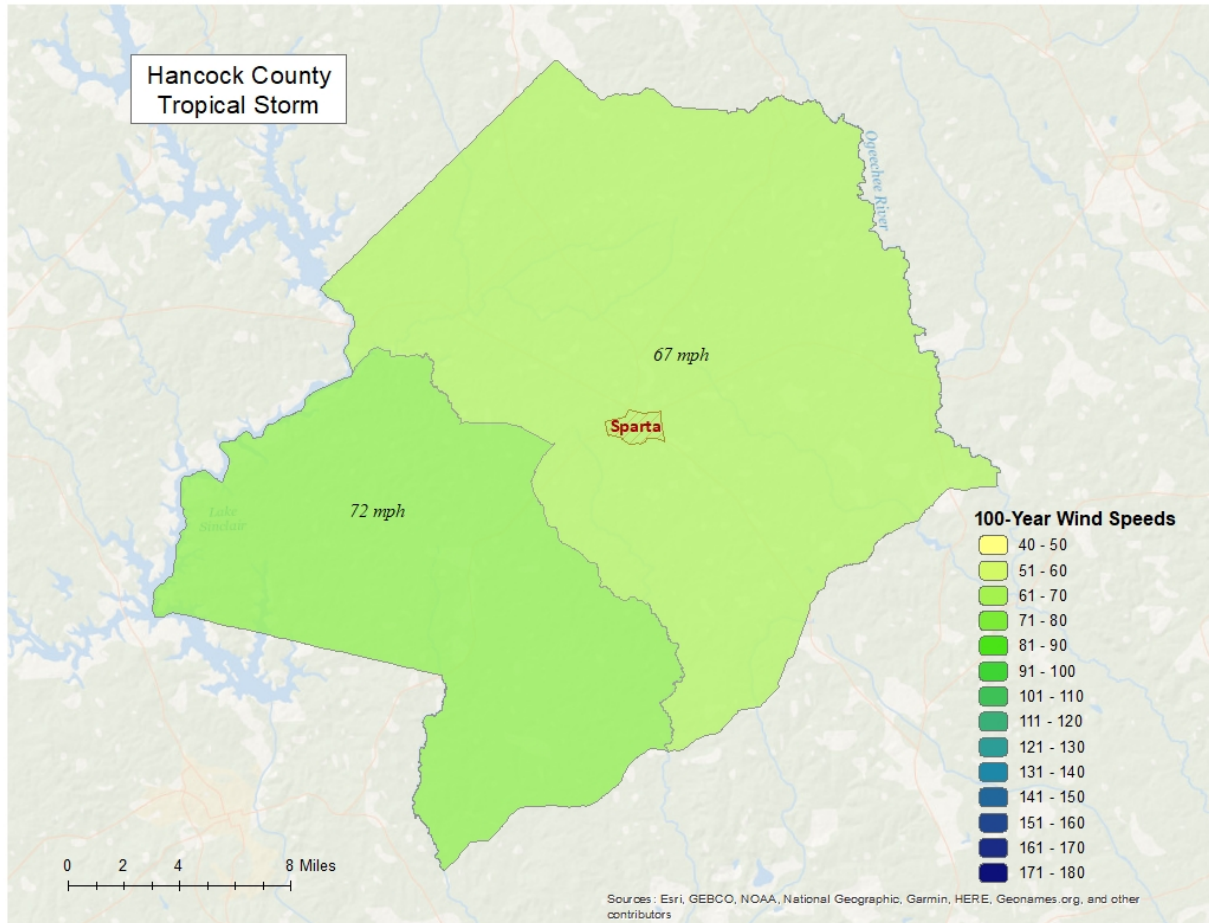 Hancock County
Tropical Storm
Ogeechee River
67 mph
Sparta
72 mph
Lake
Sinclair
100-Year Wind Speeds
40 - 50
51 - 60
61 - 70
71 - 80
81 - 90
91 - 100
101 - 110
111 - 120
121 - 130
131 - 140
141 - 150
151 - 160
161 - 170
171 - 180
0 2 4 8 Miles
Sources: Esri, GEBCO, NOAA, National Geographic, Garmin, HERE, Geonames.org, and other
contributors